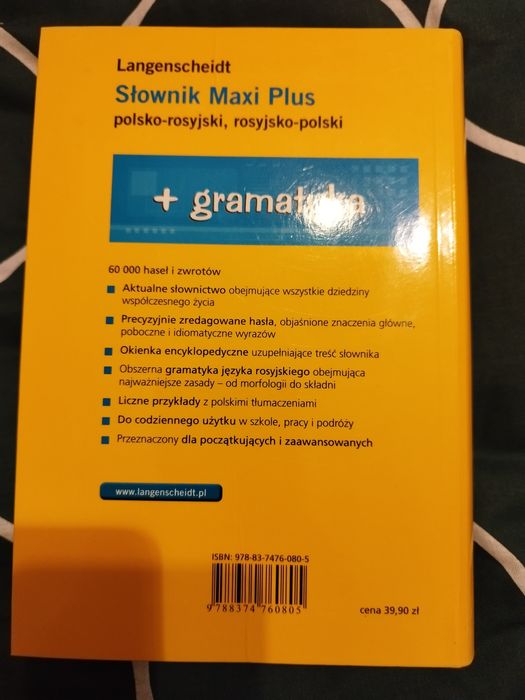 Langenscheidt
Słownik Maxi Plus
polsko-rosyjski, rosyjsko-polski
+ gramatyka
60 000 haseł i zwrotów
Aktualne słownictwo obejmujące wszystkie dziedziny
współczesnego życia
Precyzyjnie zredagowane hasła, objaśnione znaczenia główne,
poboczne i idiomatyczne wyrazów
Okienka encyklopedyczne uzupełniające treść słownika
Obszerna gramatyka języka rosyjskiego obejmująca
najważniejsze zasady – od morfologii do składni
Liczne przykłady z polskimi tłumaczeniami
Do codziennego użytku w szkole, pracy i podróży
Przeznaczony dla początkujących i zaawansowanych
www.langenscheidt.pl
ISBN: 978-83-7476-080-5
9788374760805
cena 39,90 zł